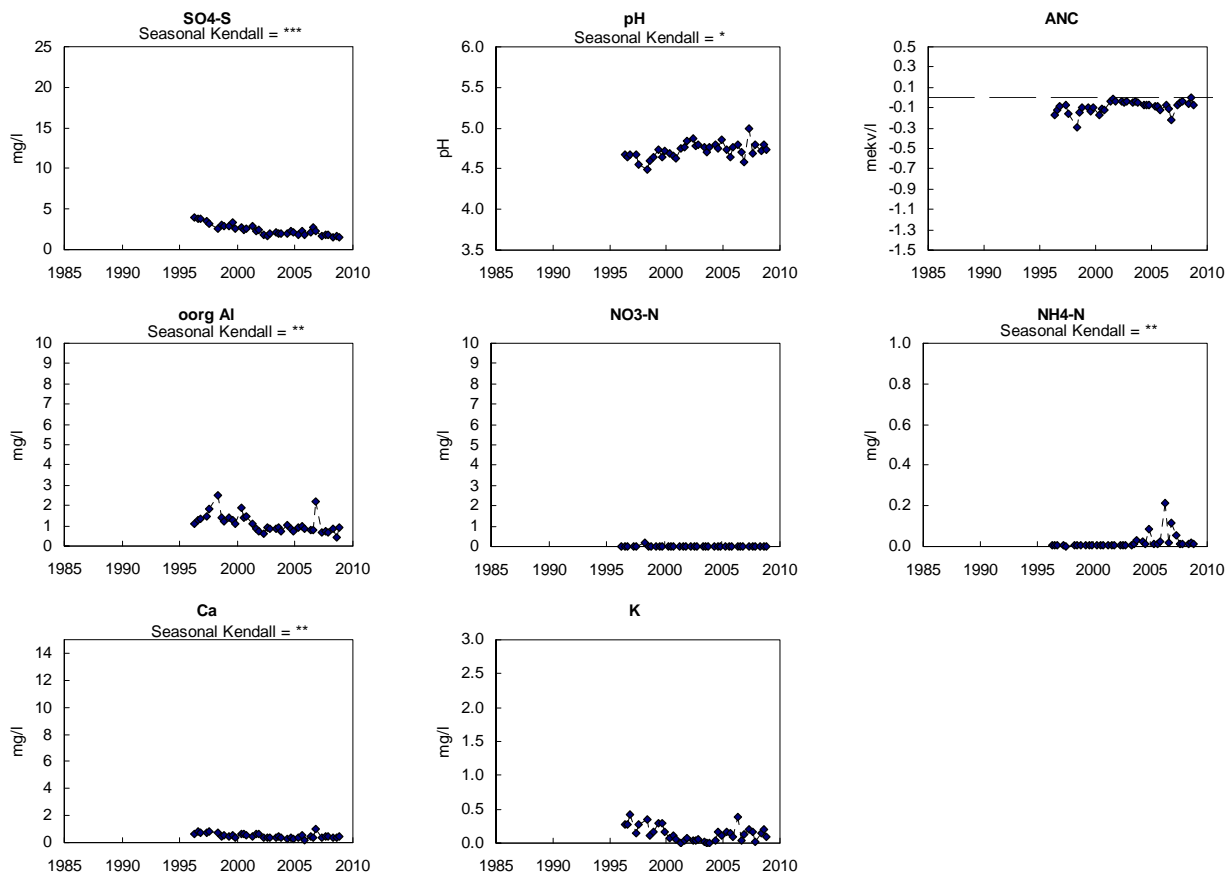 SO4-S
Seasonal Kendall = ***
25
20
15
10
5
0
mg/l
1985 1990 1995 2000 2005 2010
pH
Seasonal Kendall = *
6.0
5.5
5.0
4.5
4.0
3.5
pH
1985 1990 1995 2000 2005 2010
ANC
0.5
0.3
0.1
-0.1
-0.3
-0.5
-0.7
-0.9
-1.1
-1.3
-1.5
mekv/l
1985 1990 1995 2000 2005 2010
oorg Al
Seasonal Kendall = **
10
9
8
7
6
5
4
3
2
1
0
mg/l
1985 1990 1995 2000 2005 2010
NO3-N
10
9
8
7
6
5
4
3
2
1
0
mg/l
1985 1990 1995 2000 2005 2010
NH4-N
Seasonal Kendall = **
1.0
0.8
0.6
0.4
0.2
0.0
mg/l
1985 1990 1995 2000 2005 2010
Ca
Seasonal Kendall = **
14
12
10
8
6
4
2
0
mg/l
1985 1990 1995 2000 2005 2010
K
3.0
2.5
2.0
1.5
1.0
0.5
0.0
mg/l
1985 1990 1995 2000 2005 2010